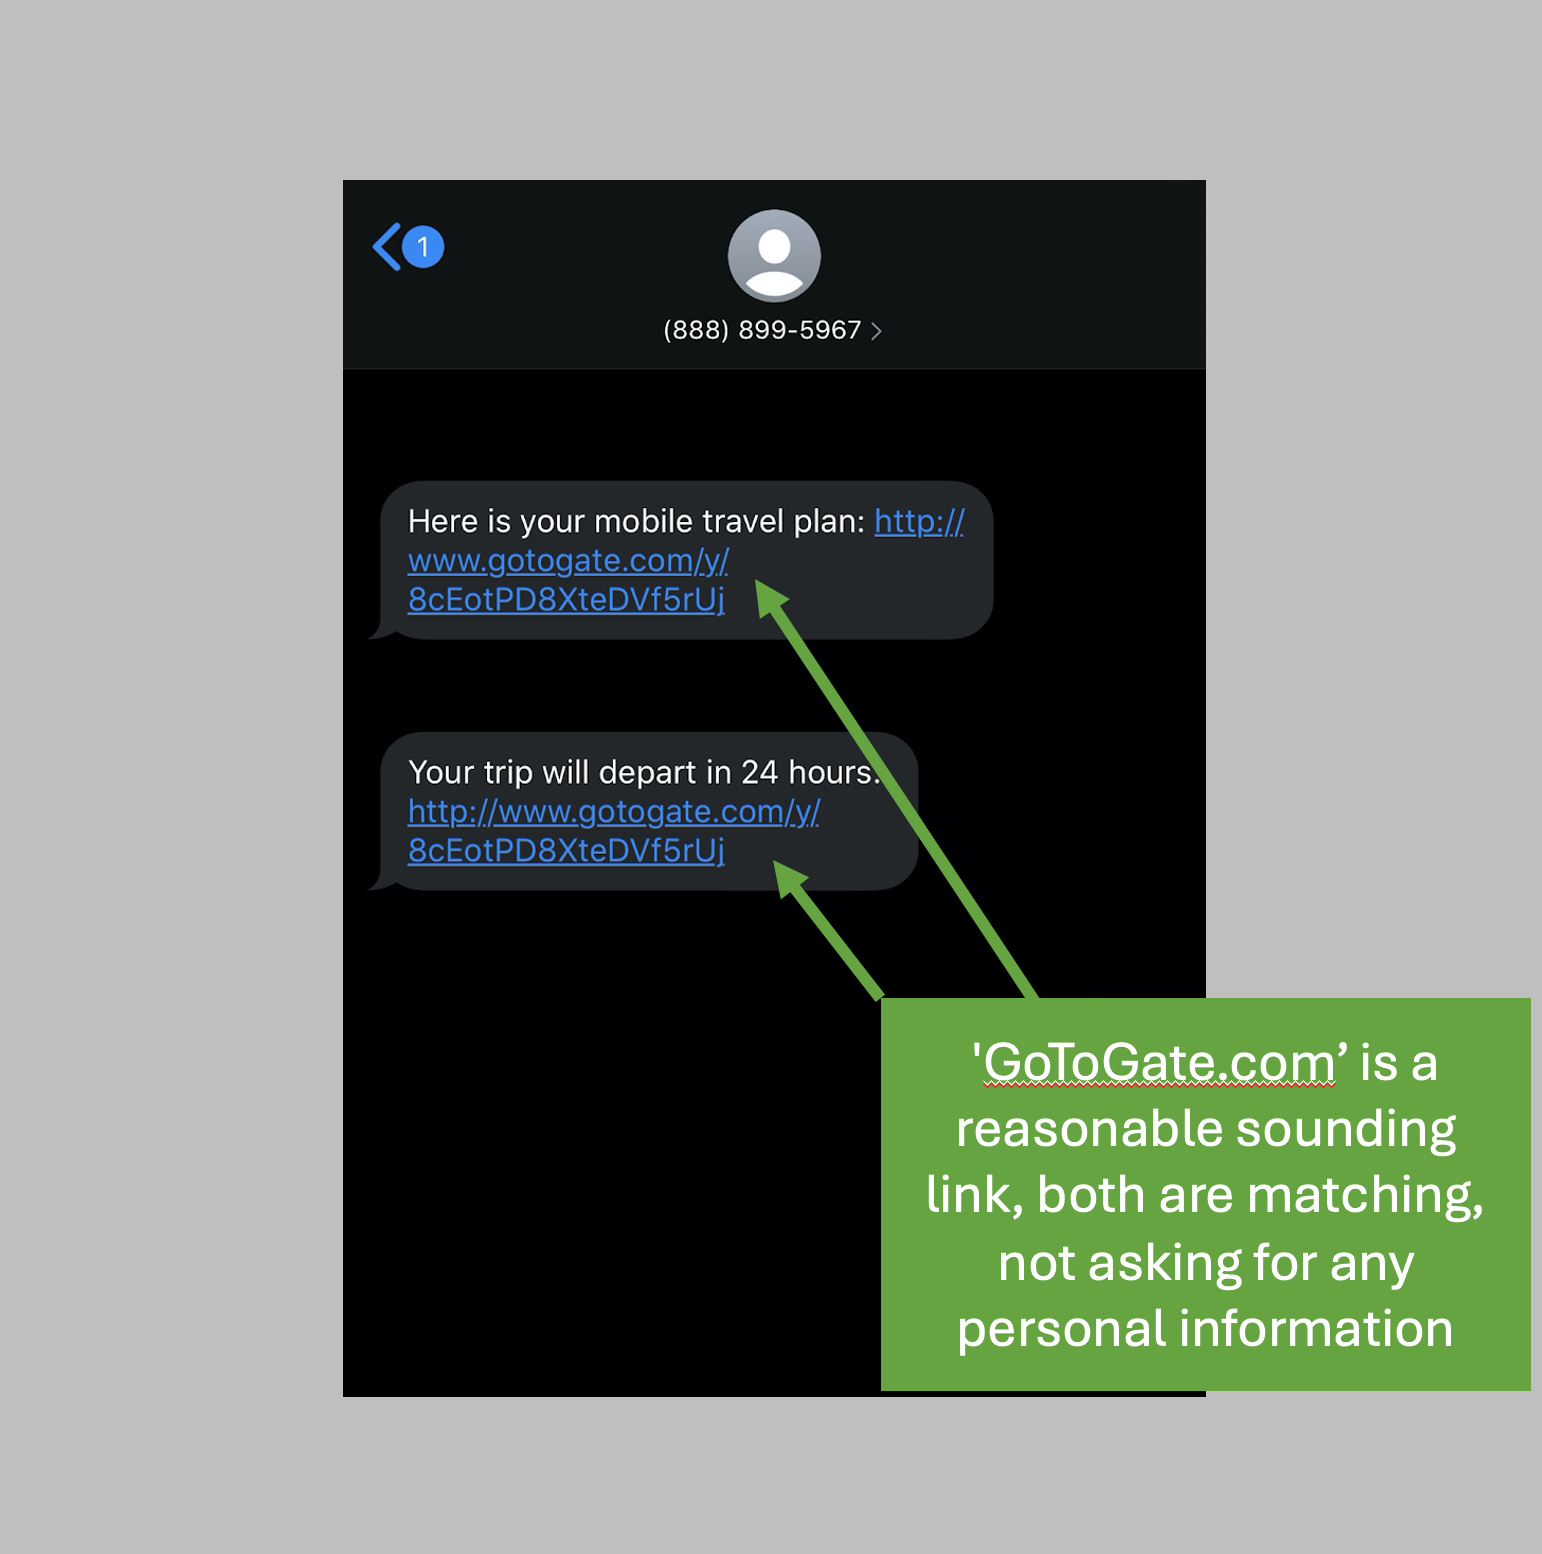 1
(888) 899-5967
Here is your mobile travel plan: http://
www.gotogate.com/y/
8cEotPD8XteDVf5rUj
Your trip will depart in 24 hours.
http://www.gotogate.com/y/
8cEotPD8XteDVf5rUj
'GoToGate.com’ is a
reasonable sounding
link, both are matching,
not asking for any
personal information